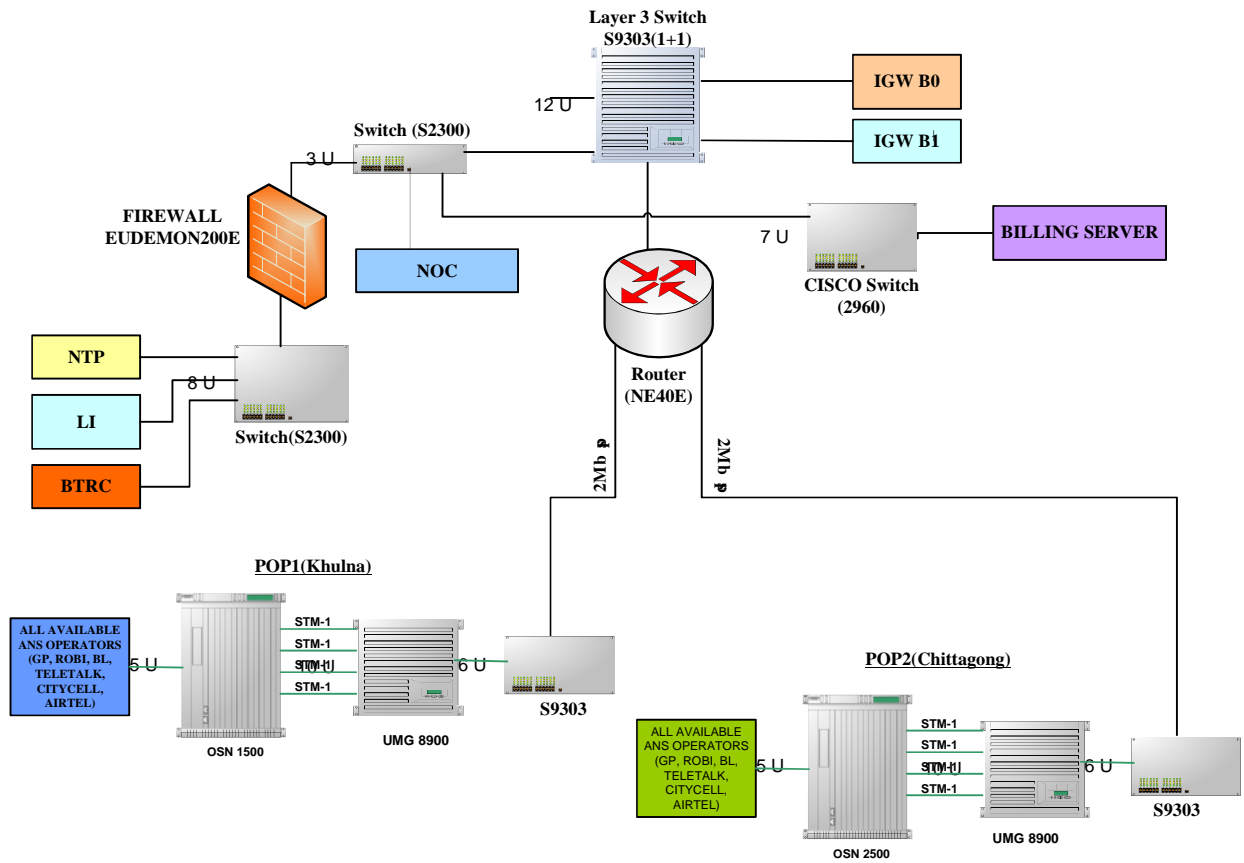 Layer 3 Switch
S9303(1+1)
IGW B0
12 U
IGW B1
Switch (S2300)
3 U
FIREWALL
EUDEMON200E
NOC
7 U
BILLING SERVER
CISCO Switch
(2960)
NTP
8 U
LI
Switch(S2300)
BTRC
Router
(NE40E)
2Mbps
2Mbps
POP1(Khulna)
ALL AVAILABLE
ANS OPERATORS
(GP, ROBI, BL,
TELETALK,
CITYCELL,
AIRTEL)
5 U
STM-1
STM-1
STM-1
10 U
STM-1
6 U
S9303
OSN 1500
UMG 8900
POP2(Chittagong)
ALL AVAILABLE
ANS OPERATORS
(GP, ROBI, BL,
TELETALK,
CITYCELL,
AIRTEL)
5 U
STM-1
STM-1
STM-1
10 U
STM-1
6 U
S9303
OSN 2500
UMG 8900